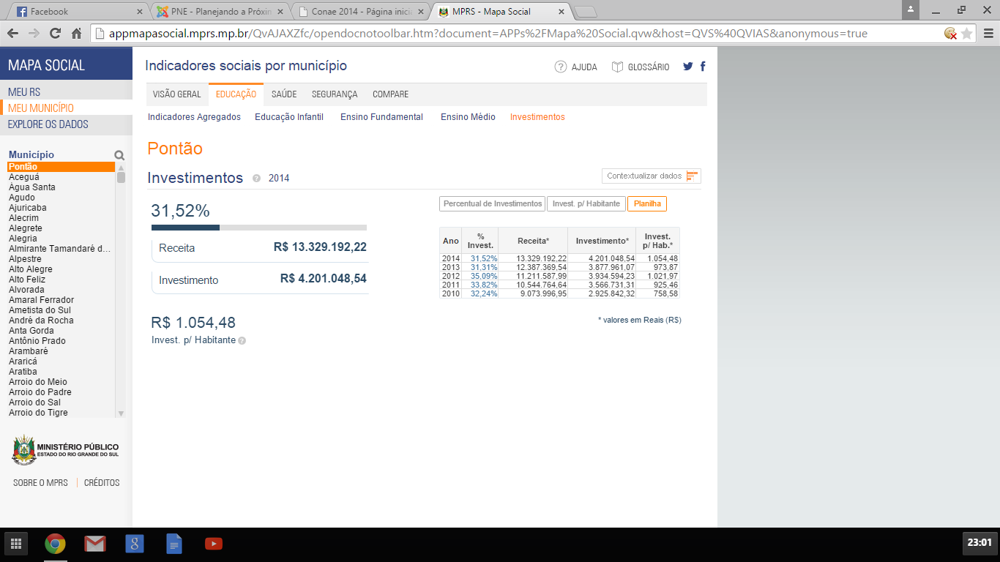 Facebook
PNE - Planejando a Próxin
Conae 2014 - Página inicia
MPRS - Mapa Social
appmapasocial.mprs.mp.br/QvAJAXZfc/opendocnotoolbar.htm?document=APPs%2FMapa%20Social.qvw&host=QVS%40QVIAS&anonymous=true
MAPA SOCIAL
MEU RS
MEU MUNICÍPIO
EXPLORE OS DADOS
Município
Pontão
Aceguá
Água Santa
Agudo
Ajuricaba
Alecrim
Alegrete
Alegria
Almirante Tamandaré d...
Alpestre
Alto Alegre
Alto Feliz
Alvorada
Amaral Ferrador
Ametista do Sul
André da Rocha
Anta Gorda
Antônio Prado
Arambaré
Araricá
Aratiba
Arroio do Meio
Arroio do Padre
Arroio do Sal
Arroio do Tigre
MINISTÉRIO PÚBLICO
ESTADO DO RIO GRANDE DO SUL
SOBRE O MPRS CRÉDITOS
Indicadores sociais por município
? AJUDA GLOSSÁRIO
VISÃO GERAL EDUCAÇÃO SAÚDE SEGURANÇA COMPARE
Indicadores Agregados Educação Infantil Ensino Fundamental Ensino Médio Investimentos
Pontão
Investimentos ? 2014
Contextualizar dados
31,52%
Receita R$ 13.329.192,22
Investimento R$ 4.201.048,54
R$ 1.054,48
Invest. p/ Habitante ?
Percentual de Investimentos Invest. p/ Habitante Planilha
Ano % Invest. Receita* Investimento* Invest. p/ Hab.*
2014 31,52% 13.329.192,22 4.201.048,54 1.054,48
2013 31,31% 12.387.369,54 3.877.961,07 973,87
2012 35,09% 11.211.587,99 3.934.594,23 1.021,97
2011 33,82% 10.544.764,64 3.566.731,31 925,46
2010 32,24% 9.073.996,95 2.925.842,32 758,58
* valores em Reais (R$)
23:01